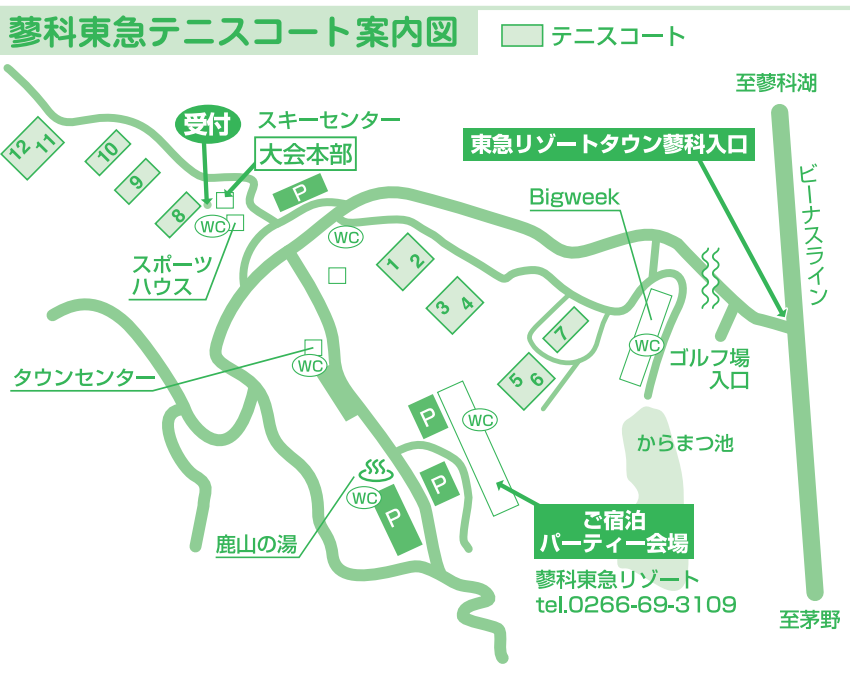 蓼科東急テニスコート案内図
テニスコート
至蓼科湖
受付
スキーセンター
大会本部
東急リゾートタウン蓼科入口
ビーナスライン
12 11
10
9
8
P
WC
WC
Bigweek
スポーツ
ハウス
1 2
3 4
7
5 6
WC
ゴルフ場
入口
タウンセンター
WC
P
WC
からまつ池
P
WC
P
鹿山の湯
ご宿泊
パーティー会場
蓼科東急リゾート
tel.0266-69-3109
至茅野